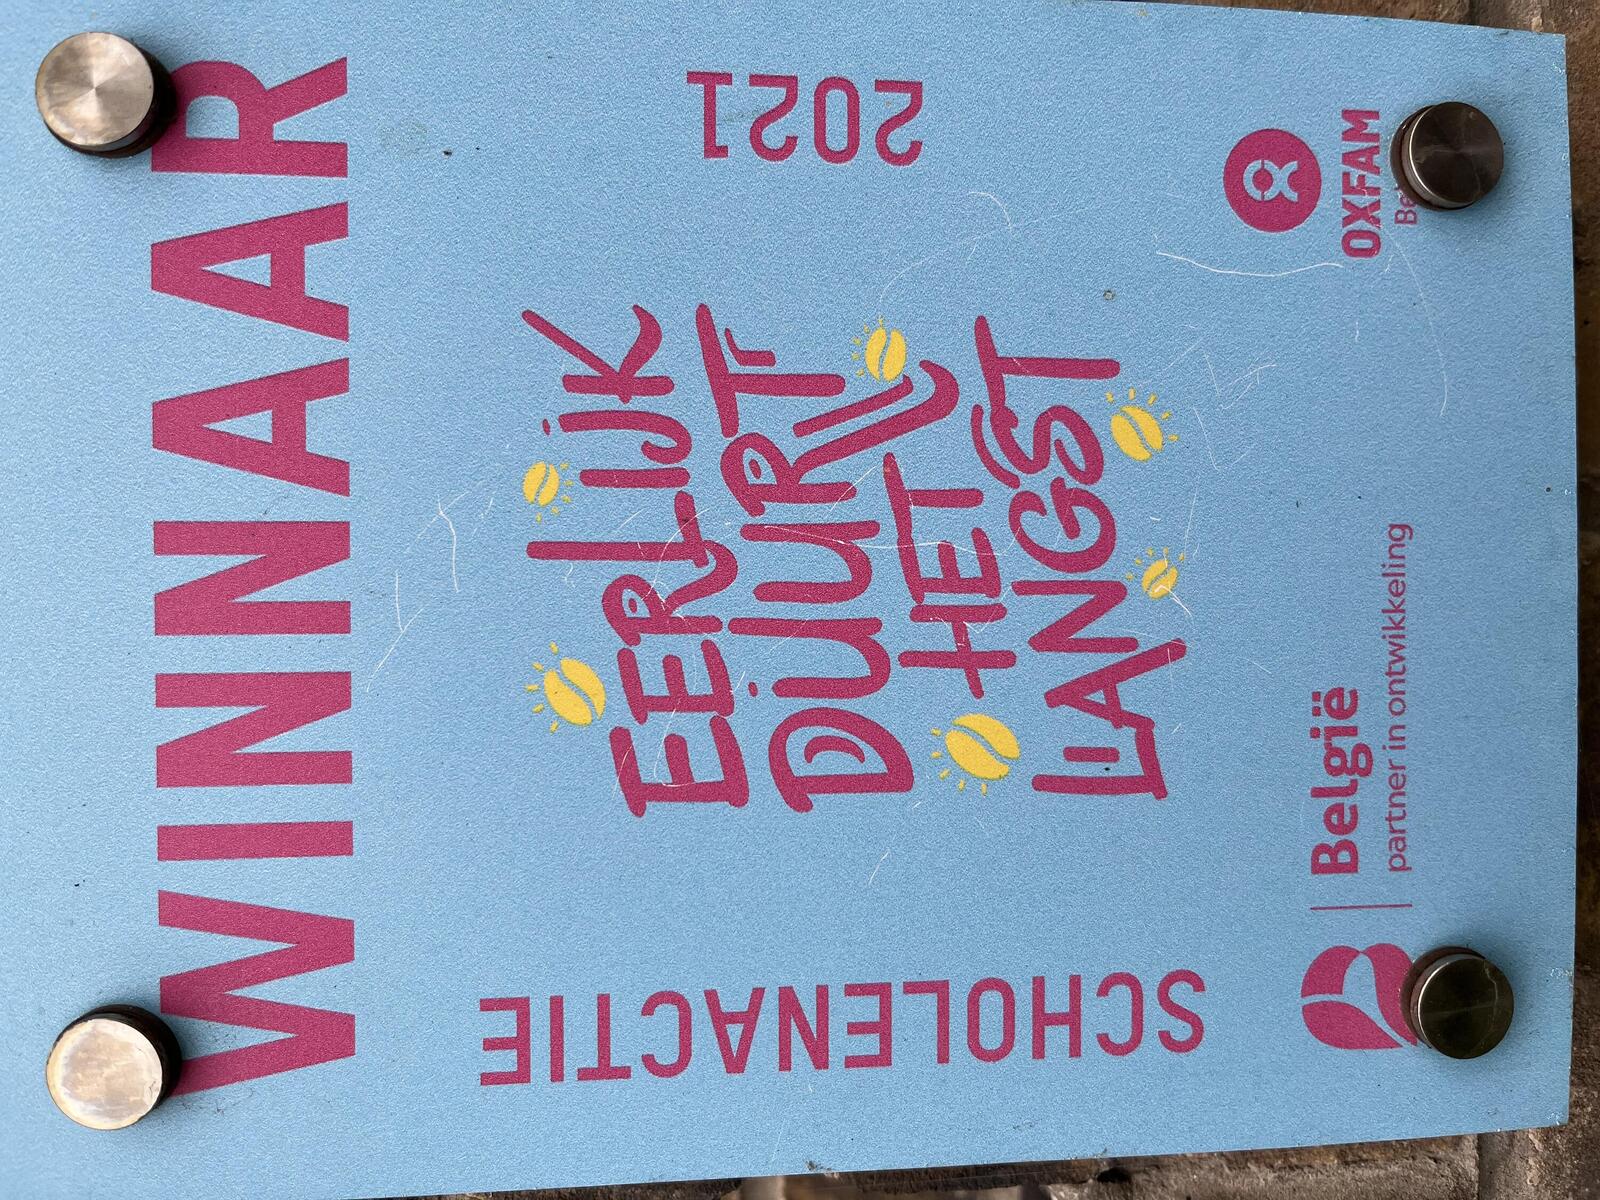 WINNAAR
SCHOLENACTIE
EERLIJK
DUURT
HET
LANGST
2021
België
partner in ontwikkeling
OXFAM